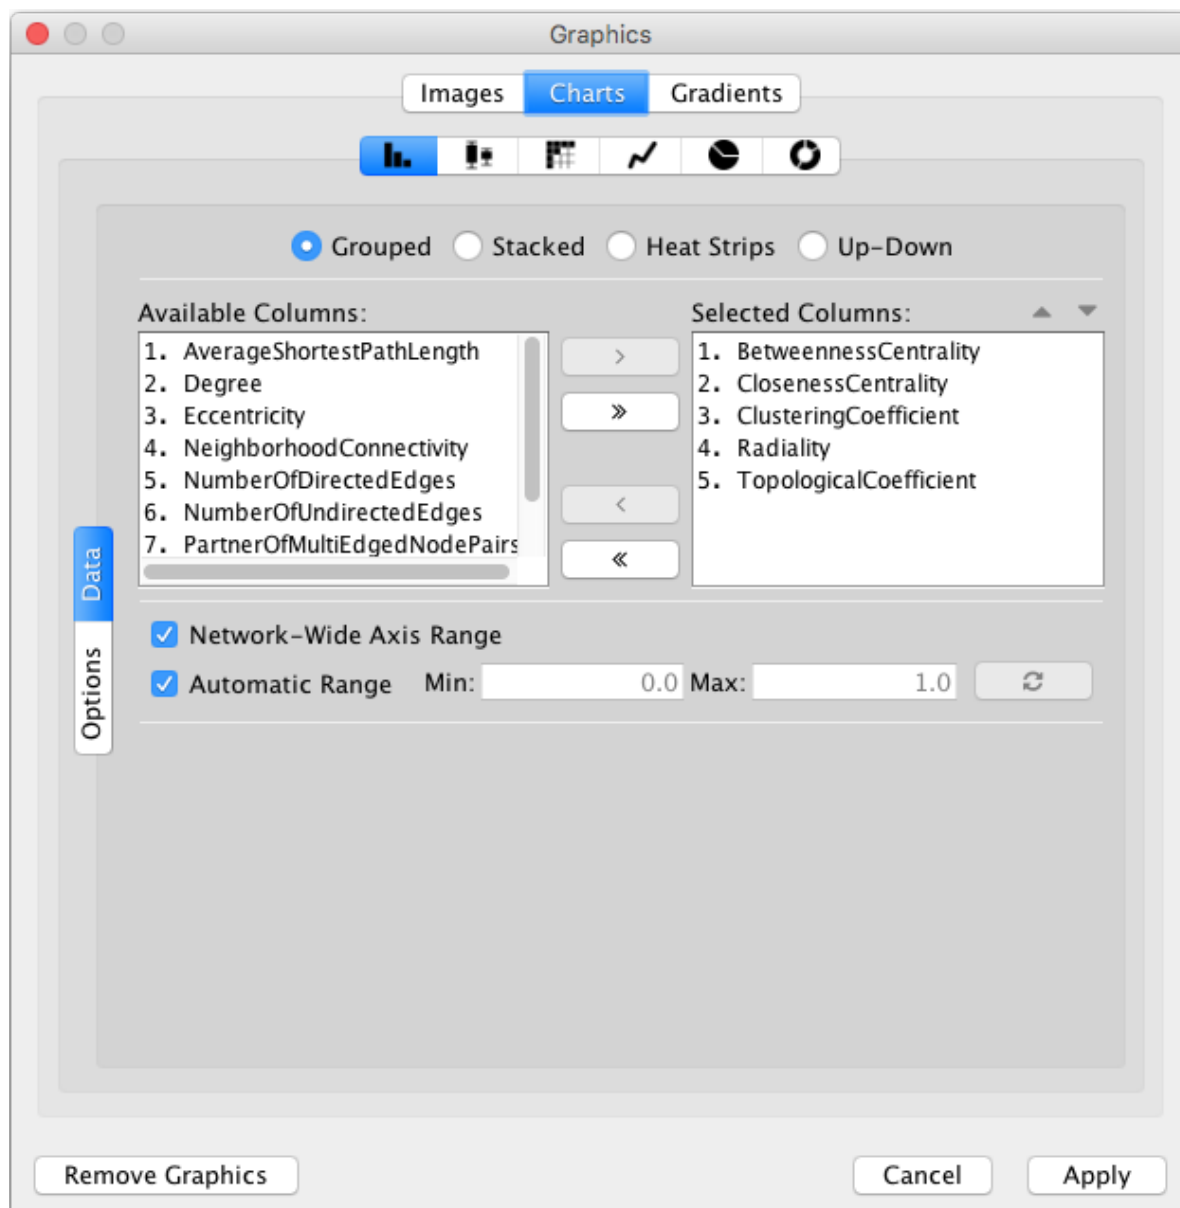 Graphics
Images Charts Gradients
Grouped Stacked Heat Strips Up-Down
Available Columns: Selected Columns:
1. AverageShortestPathLength
2. Degree
3. Eccentricity
4. NeighborhoodConnectivity
5. NumberOfDirectedEdges
6. NumberOfUndirectedEdges
7. PartnerOfMultiEdgedNodePairs
> 
»
<
«
1. BetweennessCentrality
2. ClosenessCentrality
3. ClusteringCoefficient
4. Radiality
5. TopologicalCoefficient
Data
Options
Network-Wide Axis Range
Automatic Range Min: 0.0 Max: 1.0
Remove Graphics Cancel Apply